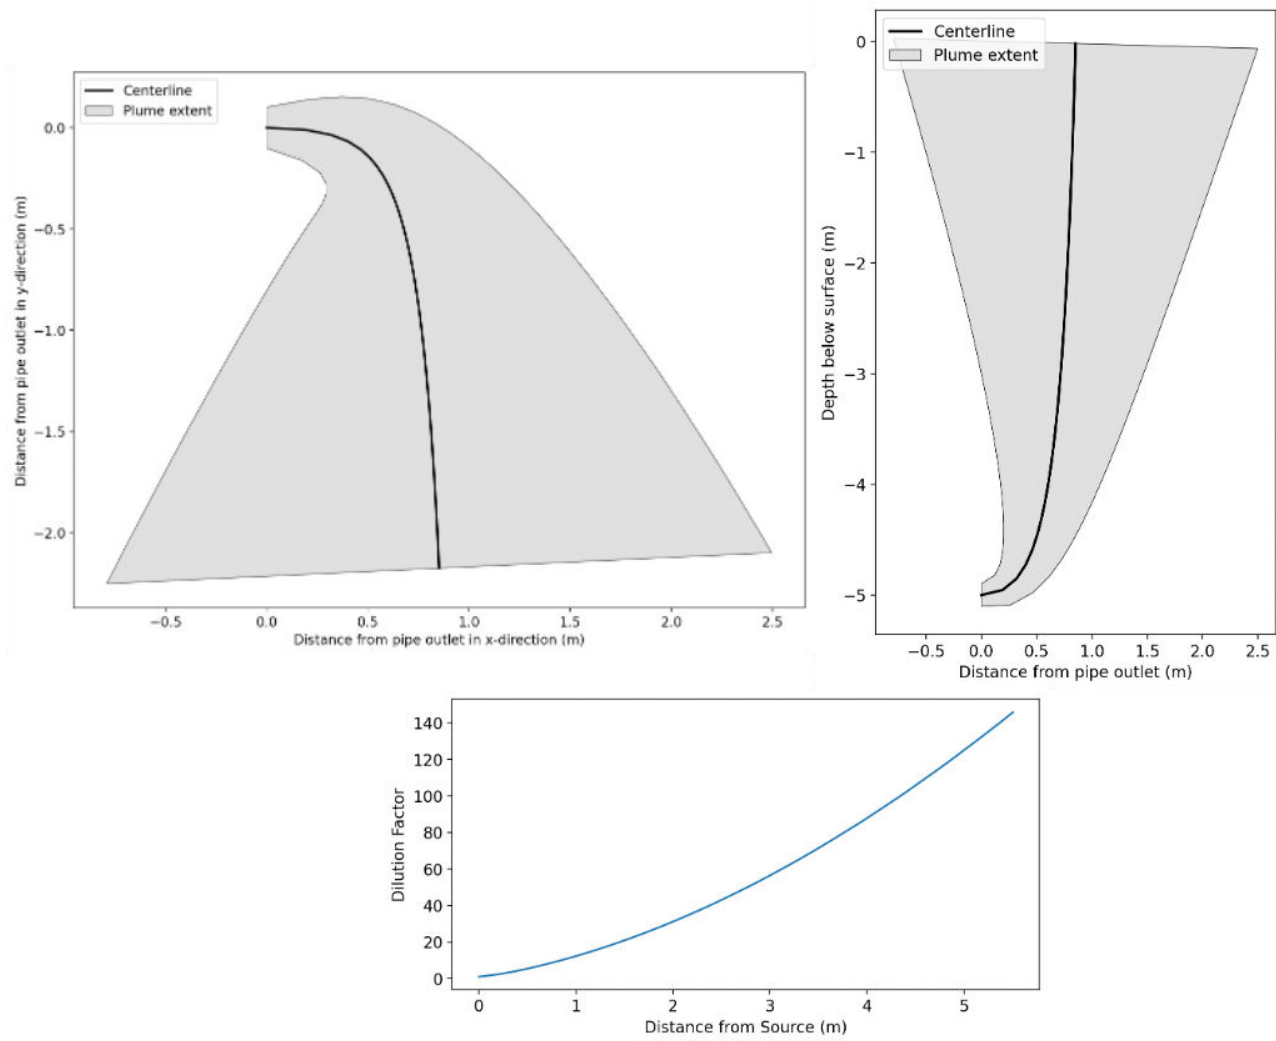 Centerline
Plume extent
0.0
−0.5
−1.0
−1.5
−2.0
Distance from pipe outlet in y-direction (m)
−0.5 0.0 0.5 1.0 1.5 2.0 2.5
Distance from pipe outlet in x-direction (m)
Centerline
Plume extent
0
−1
−2
−3
−4
−5
Depth below surface (m)
−0.5 0.0 0.5 1.0 1.5 2.0 2.5
Distance from pipe outlet (m)
140
120
100
80
60
40
20
0
Dilution Factor
0 1 2 3 4 5
Distance from Source (m)